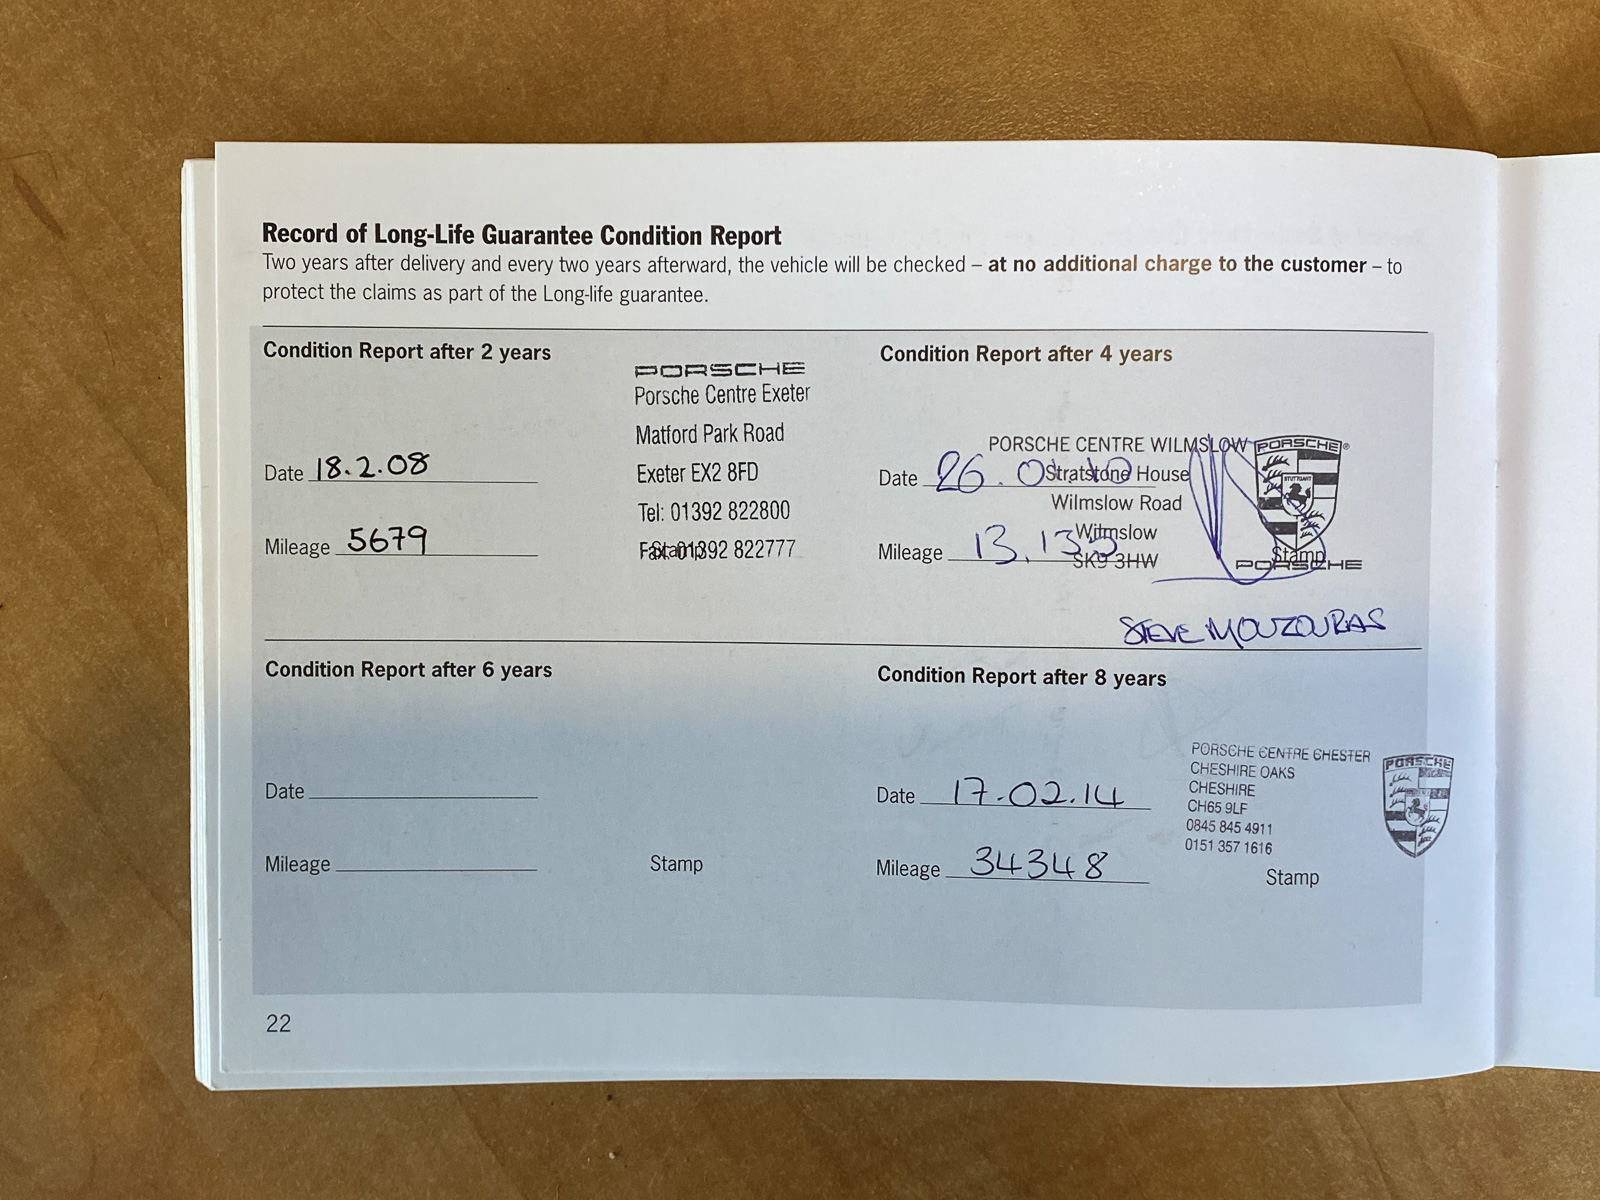 Record of Long-Life Guarantee Condition Report
Two years after delivery and every two years afterward, the vehicle will be checked – at no additional charge to the customer – to
protect the claims as part of the Long-life guarantee.
Condition Report after 2 years
PORSCHE
Porsche Centre Exeter
Matford Park Road
Exeter EX2 8FD
Tel: 01392 822800
Fax: 01392 822777
Date 18.2.08
Mileage 5679
Stamp
Condition Report after 4 years
PORSCHE CENTRE WILMSLOW
Stratstone House
Wilmslow Road
Wilmslow
SK9 3HW
PORSCHE
STUTTGART
PORSCHE
Date 26.01.10
Mileage 13,135
Stamp
STEVE MOUZOURAS
Condition Report after 6 years
Date
Mileage
Stamp
Condition Report after 8 years
PORSCHE CENTRE CHESTER
CHESHIRE OAKS
CHESHIRE
CH65 9LF
0845 845 4911
0151 357 1616
PORSCHE
Date 17.02.14
Mileage 34348
Stamp
22